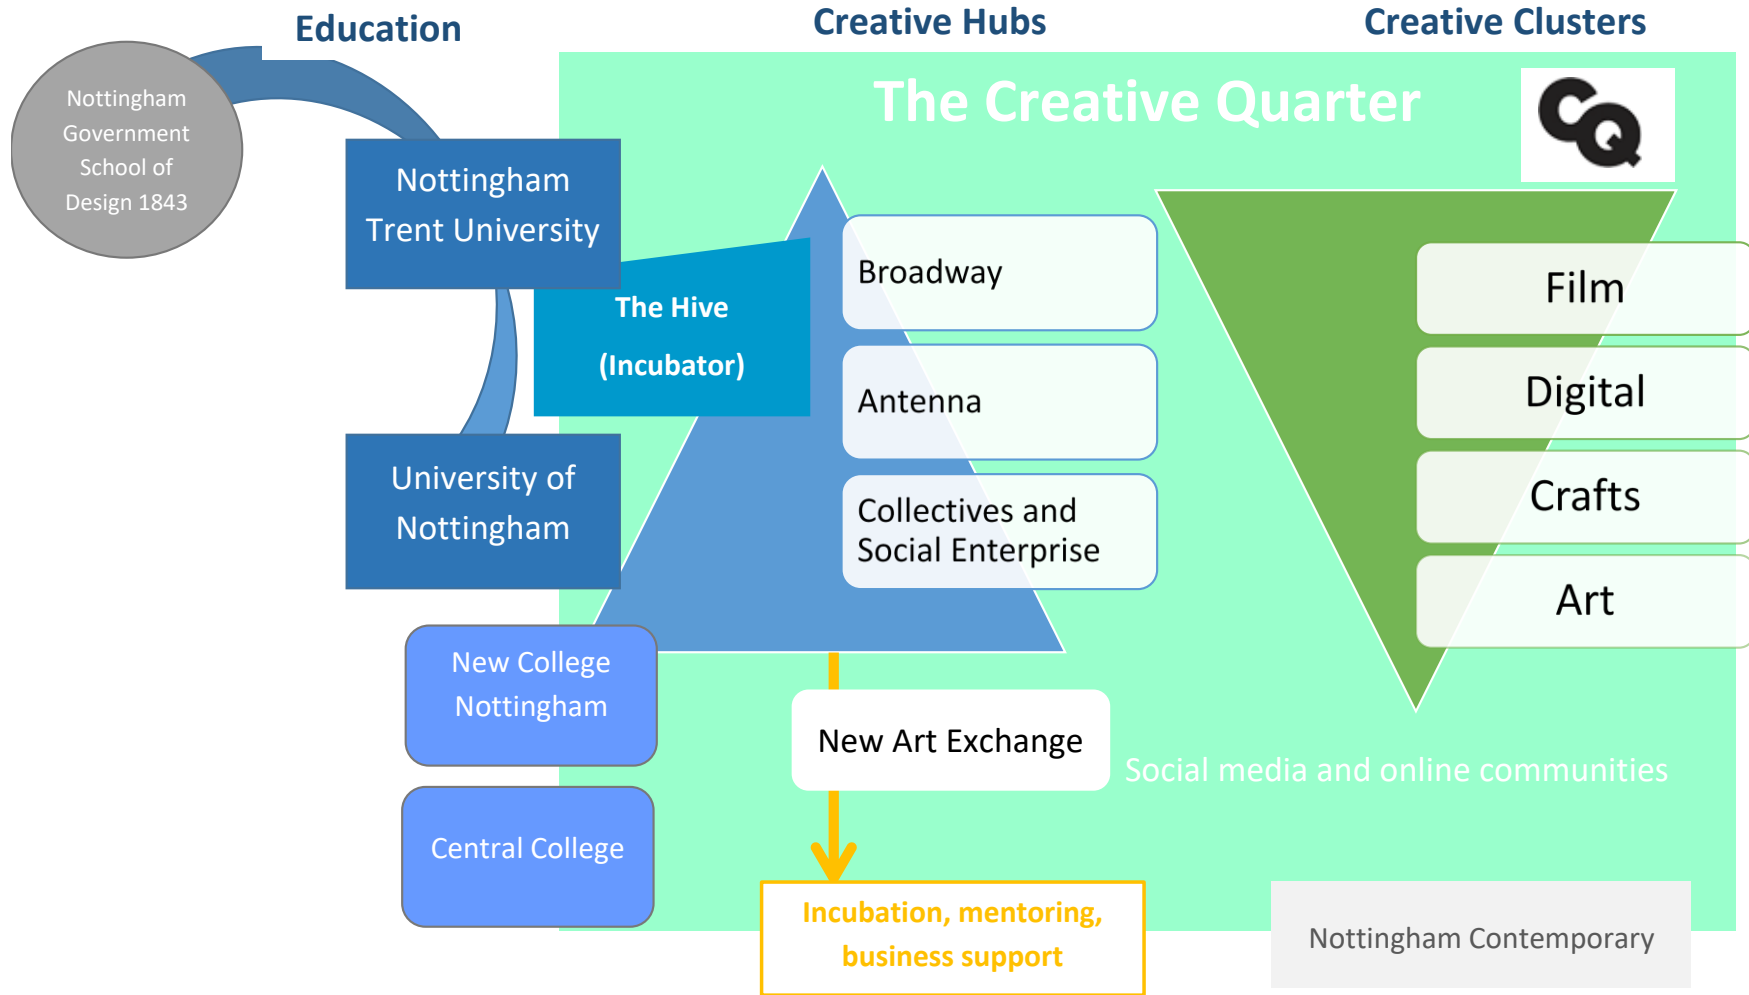 Education
Creative Hubs
Creative Clusters
Nottingham
Government
School of
Design 1843
The Creative Quarter
CQ
Nottingham
Trent University
The Hive
(Incubator)
University of
Nottingham
New College
Nottingham
Central College
Broadway
Antenna
Collectives and
Social Enterprise
New Art Exchange
Incubation, mentoring,
business support
Film
Digital
Crafts
Art
Social media and online communities
Nottingham Contemporary